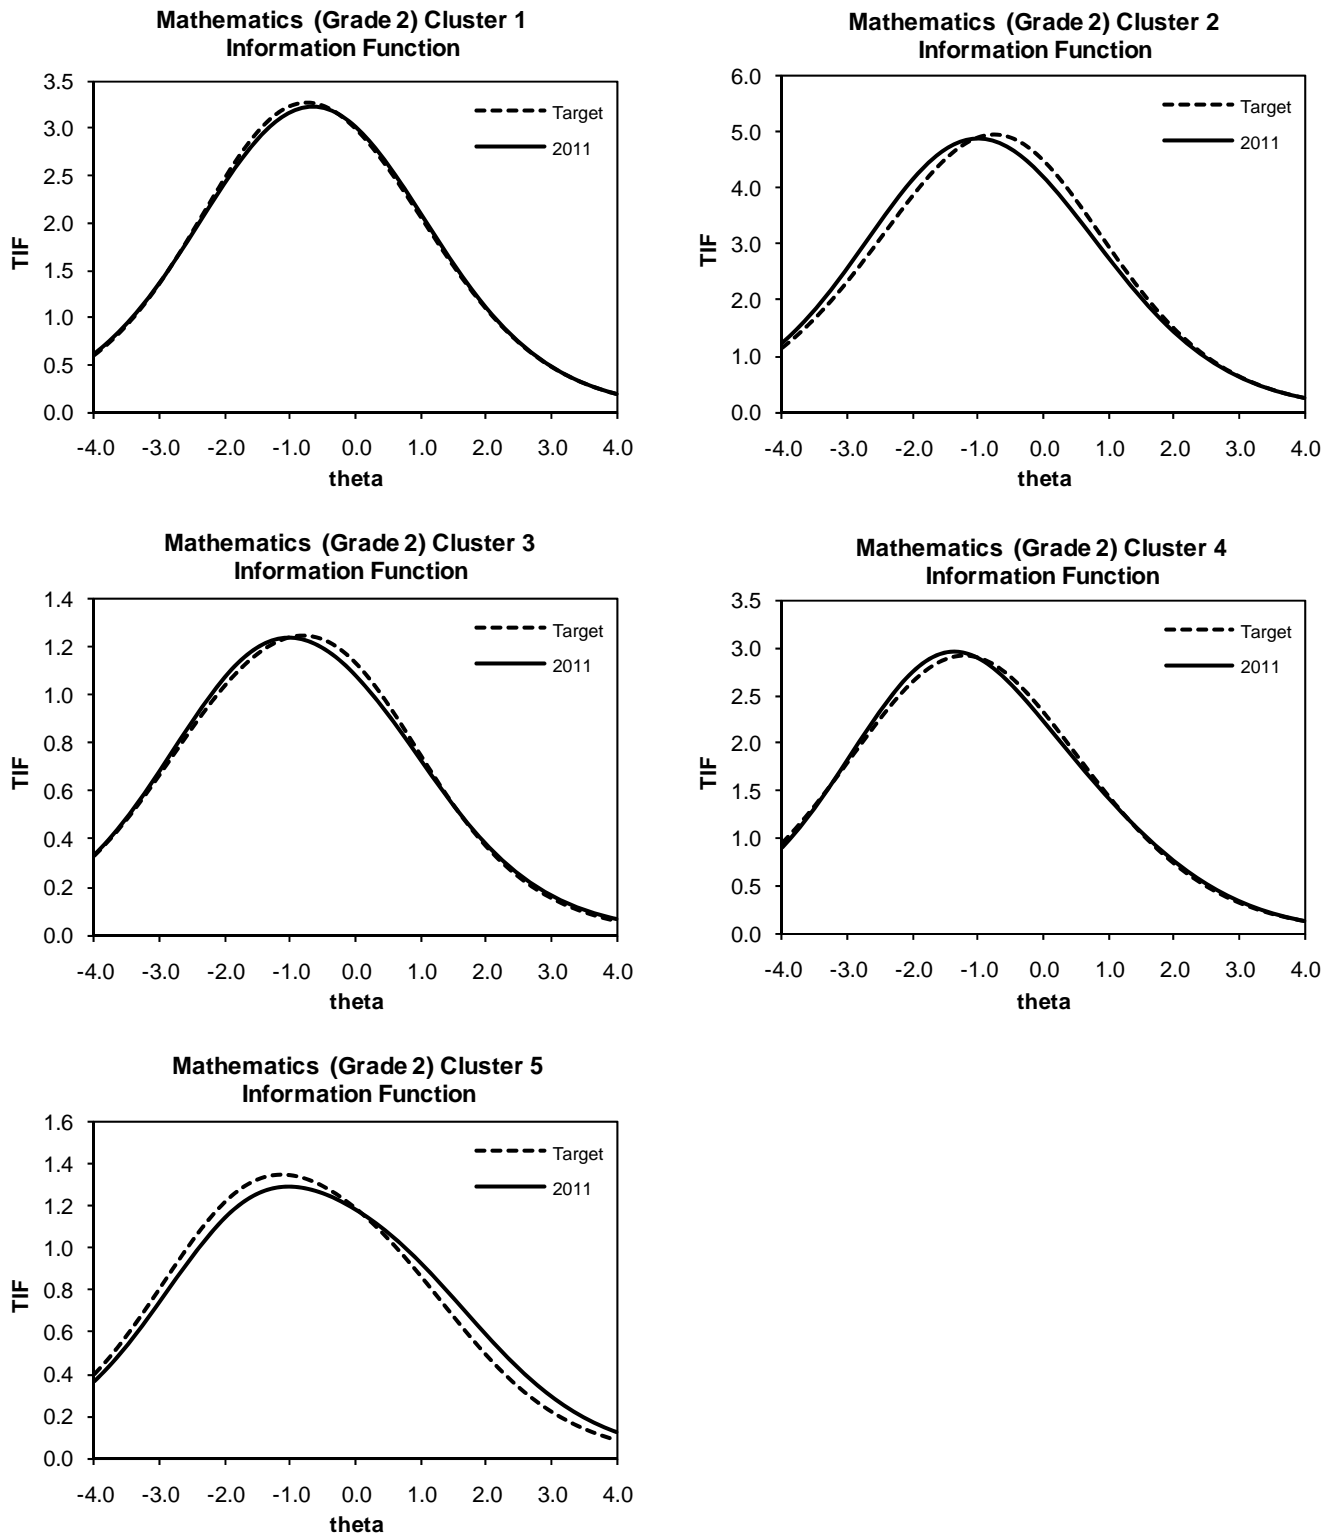 Mathematics (Grade 2) Cluster 1
Information Function
3.5
3.0
2.5
2.0
1.5
1.0
0.5
0.0
TIF
Target
2011
-4.0 -3.0 -2.0 -1.0 0.0 1.0 2.0 3.0 4.0
theta
Mathematics (Grade 2) Cluster 2
Information Function
6.0
5.0
4.0
3.0
2.0
1.0
0.0
TIF
Target
2011
-4.0 -3.0 -2.0 -1.0 0.0 1.0 2.0 3.0 4.0
theta
Mathematics (Grade 2) Cluster 3
Information Function
1.4
1.2
1.0
0.8
0.6
0.4
0.2
0.0
TIF
Target
2011
-4.0 -3.0 -2.0 -1.0 0.0 1.0 2.0 3.0 4.0
theta
Mathematics (Grade 2) Cluster 4
Information Function
3.5
3.0
2.5
2.0
1.5
1.0
0.5
0.0
TIF
Target
2011
-4.0 -3.0 -2.0 -1.0 0.0 1.0 2.0 3.0 4.0
theta
Mathematics (Grade 2) Cluster 5
Information Function
1.6
1.4
1.2
1.0
0.8
0.6
0.4
0.2
0.0
TIF
Target
2011
-4.0 -3.0 -2.0 -1.0 0.0 1.0 2.0 3.0 4.0
theta